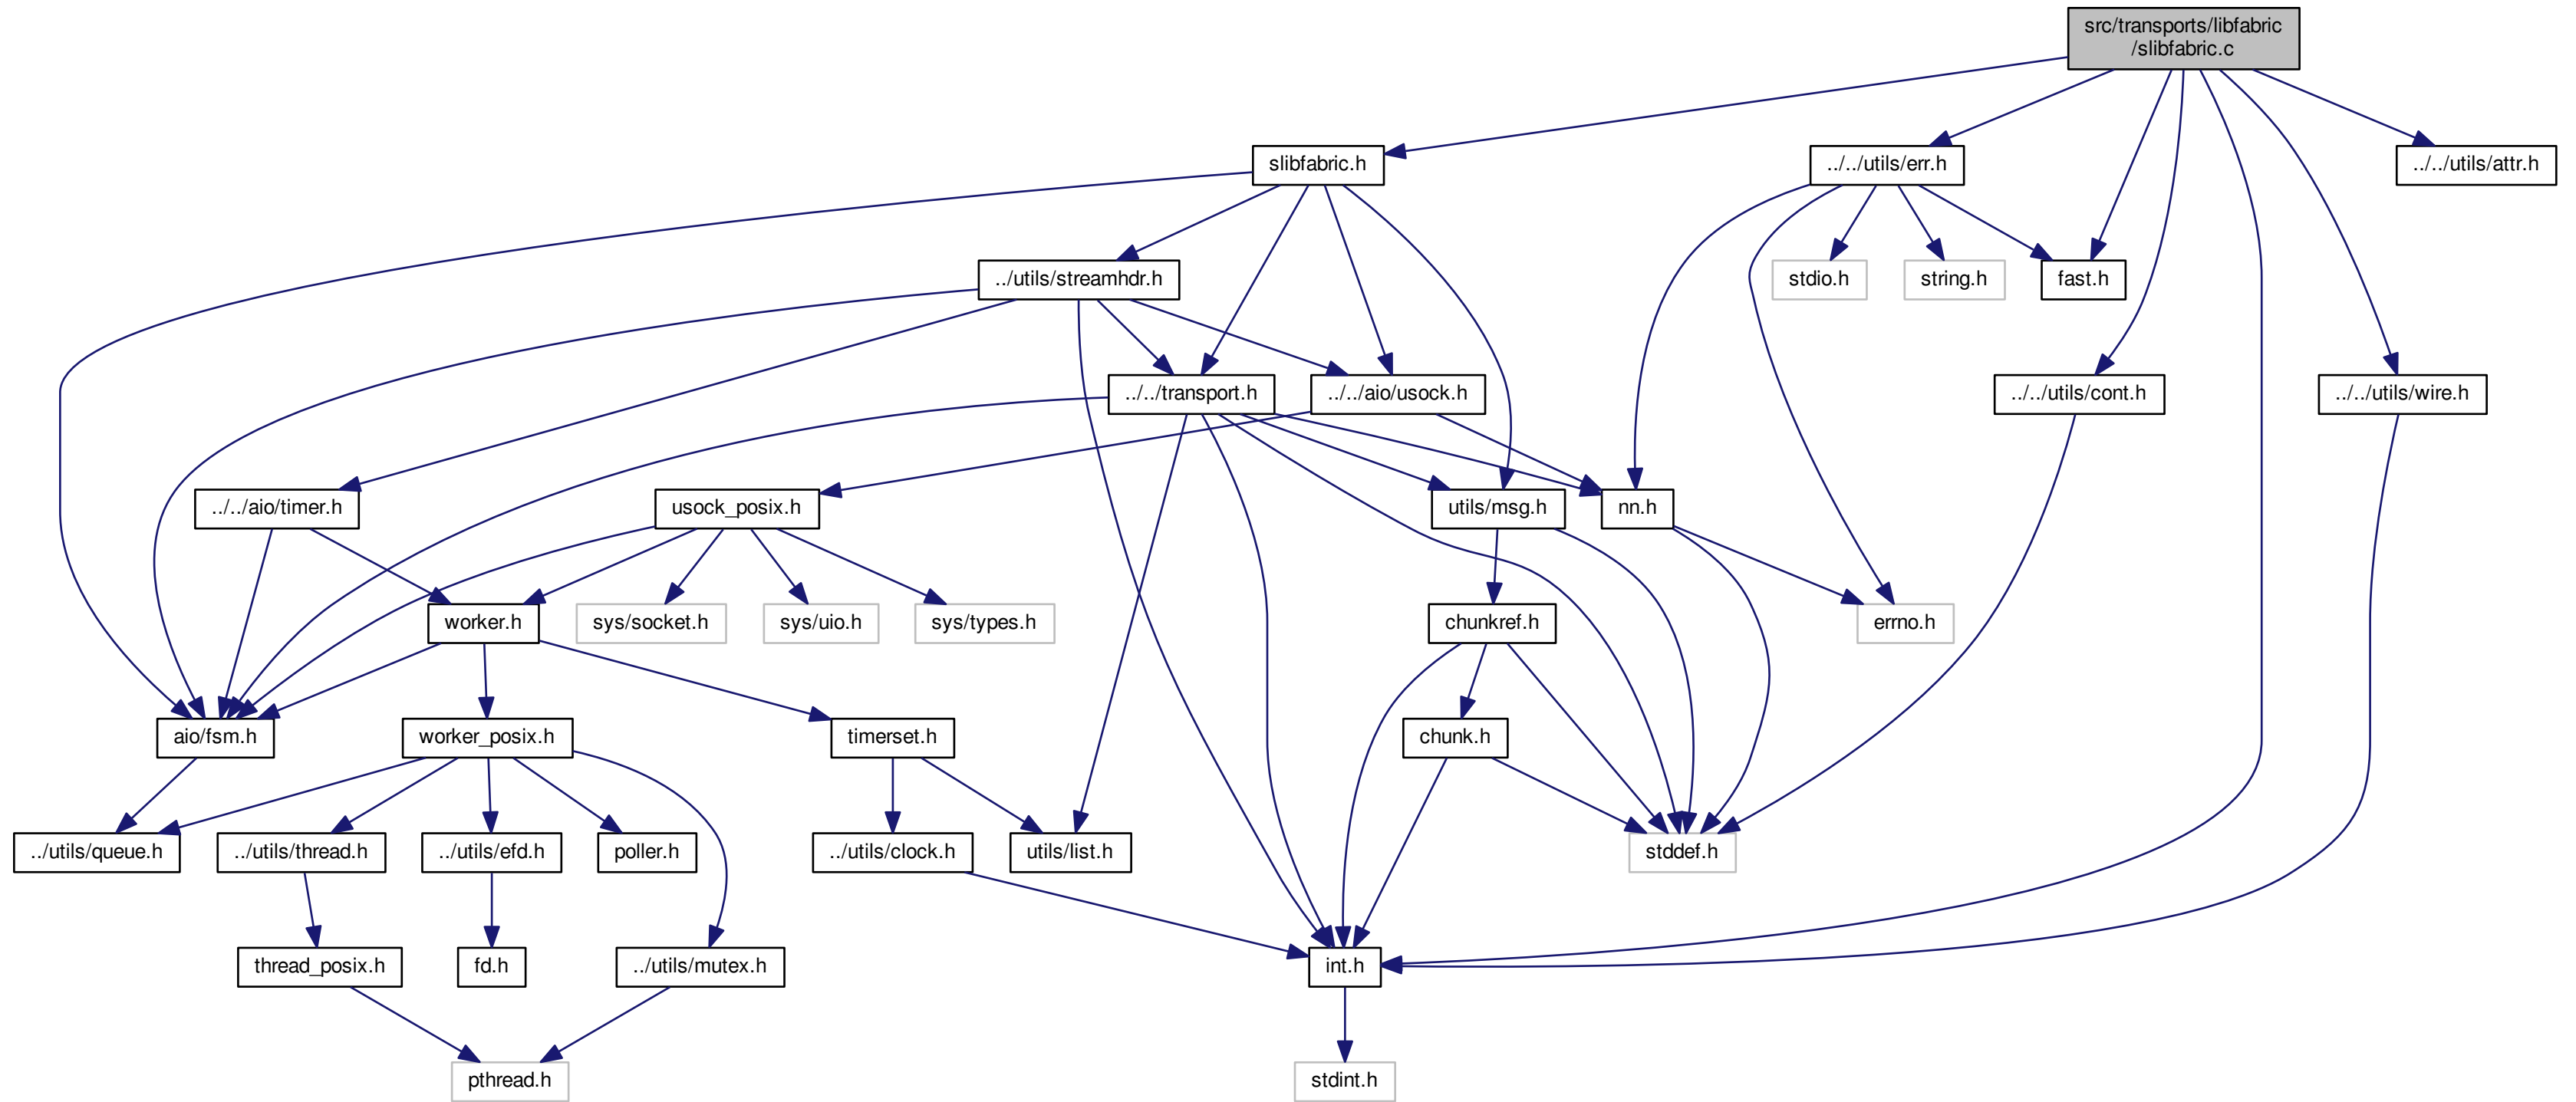 src/transports/libfabric
/slibfabric.c
slibfabric.h
../../utils/err.h
../../utils/attr.h
../utils/streamhdr.h
stdio.h
string.h
fast.h
../../transport.h
../../aio/usock.h
../../utils/cont.h
../../utils/wire.h
../../aio/timer.h
usock_posix.h
utils/msg.h
nn.h
worker.h
sys/socket.h
sys/uio.h
sys/types.h
chunkref.h
errno.h
aio/fsm.h
worker_posix.h
timerset.h
chunk.h
../utils/queue.h
../utils/thread.h
../utils/efd.h
poller.h
../utils/clock.h
utils/list.h
stddef.h
thread_posix.h
fd.h
../utils/mutex.h
int.h
pthread.h
stdint.h